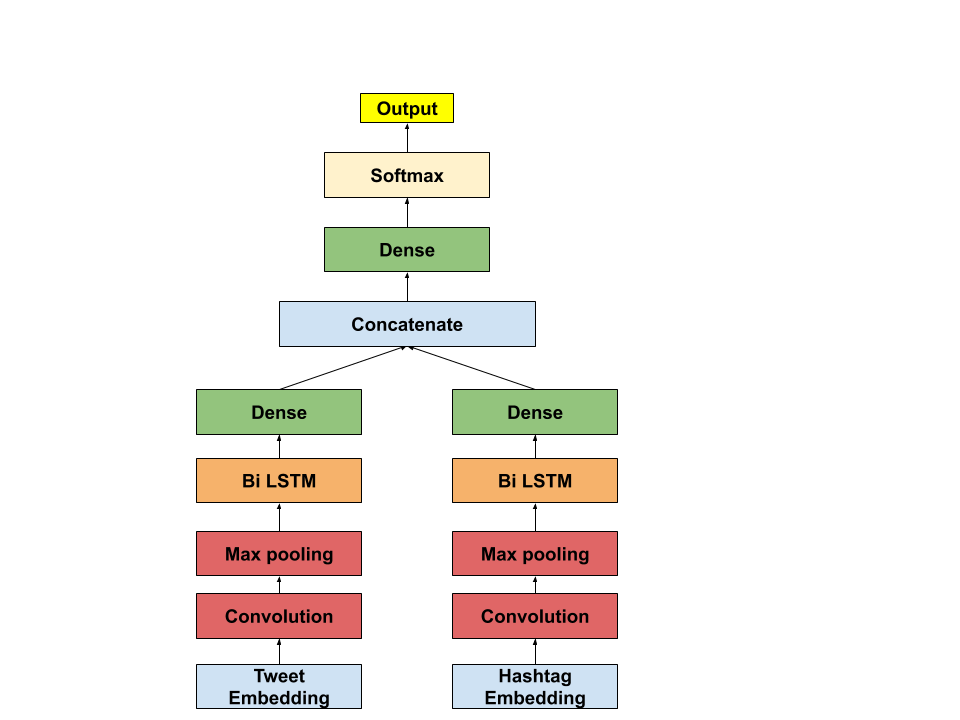 Output
Softmax
Dense
Concatenate
Dense
Dense
Bi LSTM
Bi LSTM
Max pooling
Max pooling
Convolution
Convolution
Tweet
Embedding
Hashtag
Embedding